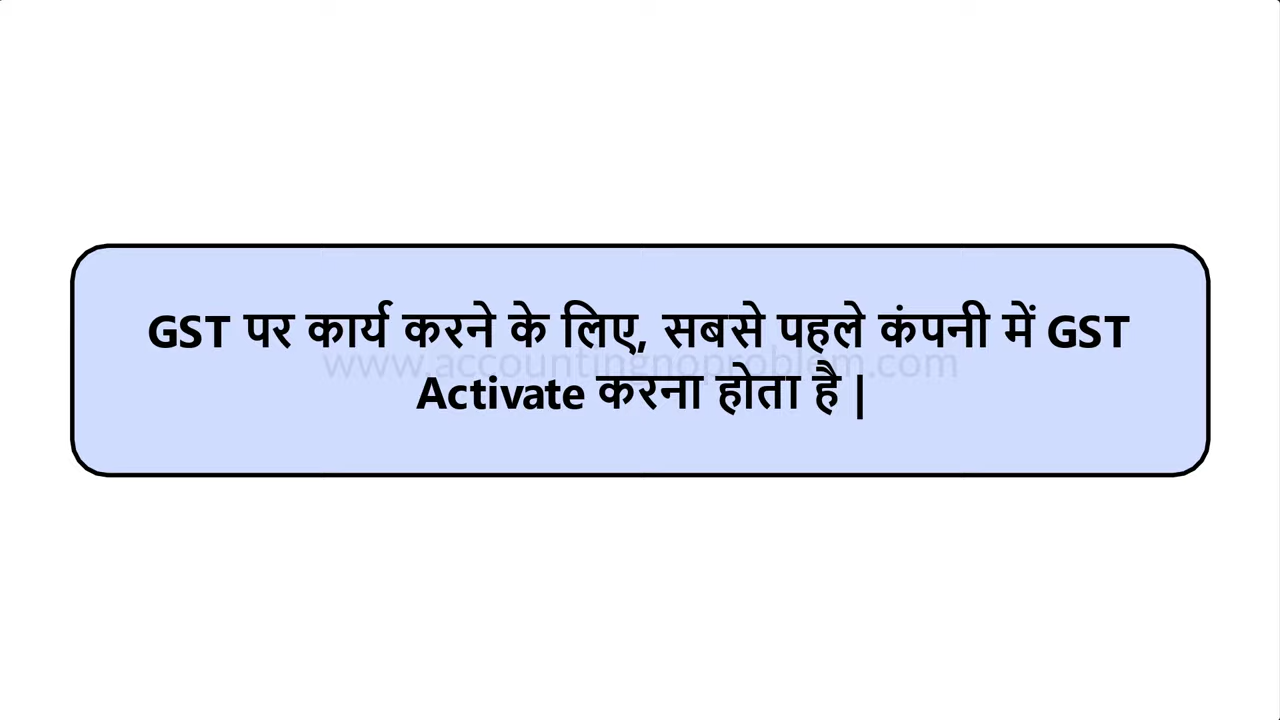 GST पर कार्य करने के लिए, सबसे पहले कंपनी में GST
www.accountingnoproblem.com
Activate करना होता है |